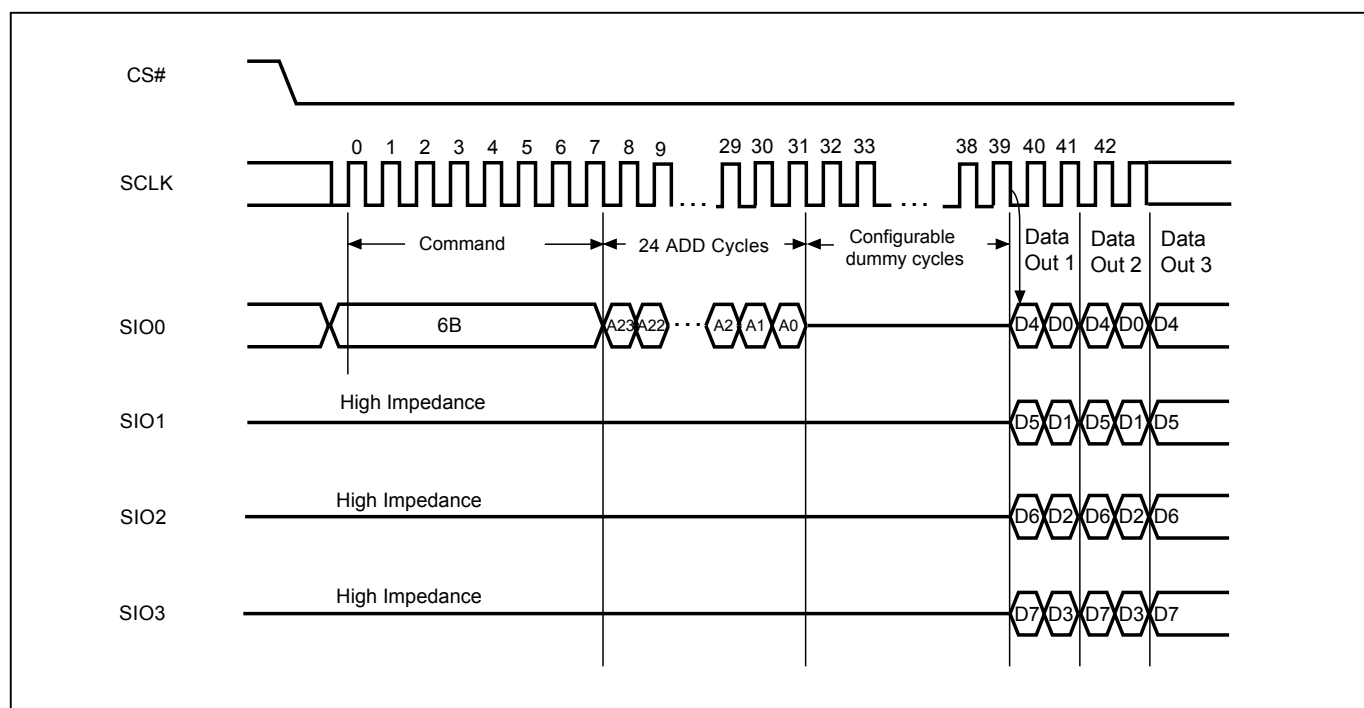 CS#
0 1 2 3 4 5 6 7 8 9 29 30 31 32 33 38 39 40 41 42
SCLK
. . . . . .
Command
24 ADD Cycles
Configurable
dummy cycles
Data
Out 1
Data
Out 2
Data
Out 3
SIO0
6B
A23 A22 · · · A2 A1 A0
D4 D0 D4 D0 D4
High Impedance
SIO1
D5 D1 D5 D1 D5
High Impedance
SIO2
D6 D2 D6 D2 D6
High Impedance
SIO3
D7 D3 D7 D3 D7